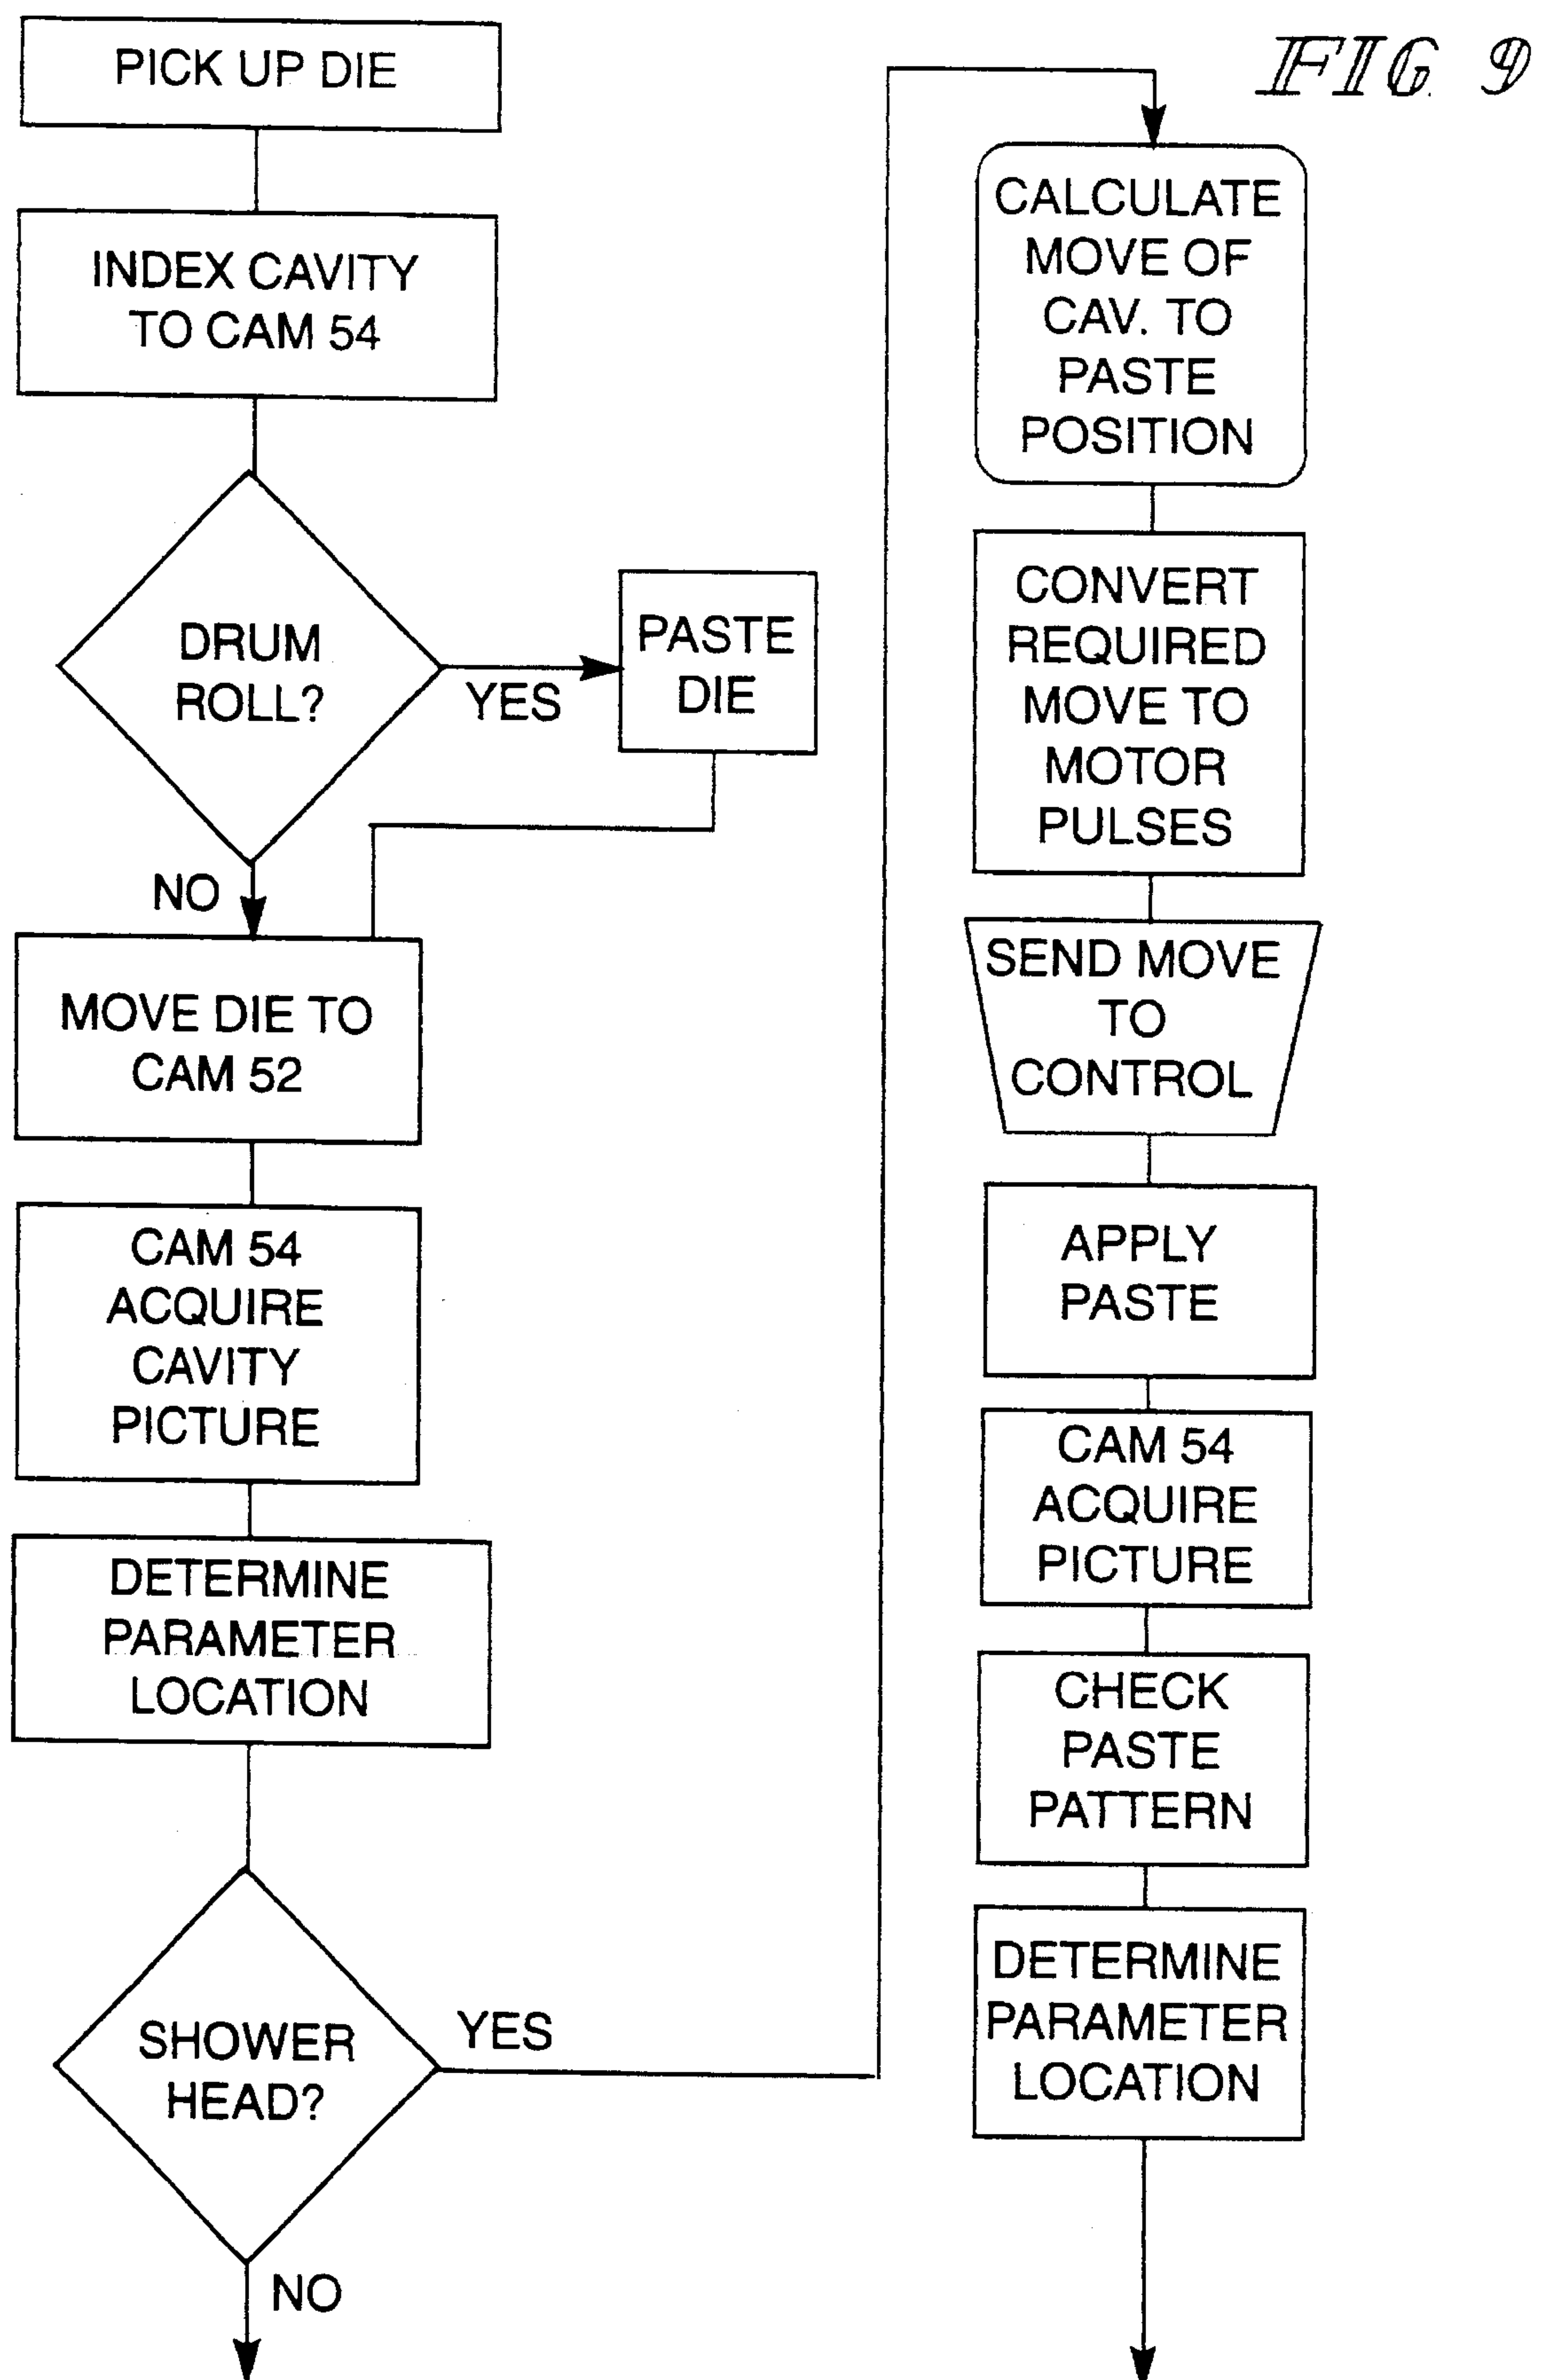 FIG. 9
PICK UP DIE
INDEX CAVITY
TO CAM 54
DRUM
ROLL?
YES
PASTE
DIE
NO
MOVE DIE TO
CAM 52
CAM 54
ACQUIRE
CAVITY
PICTURE
DETERMINE
PARAMETER
LOCATION
SHOWER
HEAD?
YES
NO
CALCULATE
MOVE OF
CAV. TO
PASTE
POSITION
CONVERT
REQUIRED
MOVE TO
MOTOR
PULSES
SEND MOVE
TO
CONTROL
APPLY
PASTE
CAM 54
ACQUIRE
PICTURE
CHECK
PASTE
PATTERN
DETERMINE
PARAMETER
LOCATION